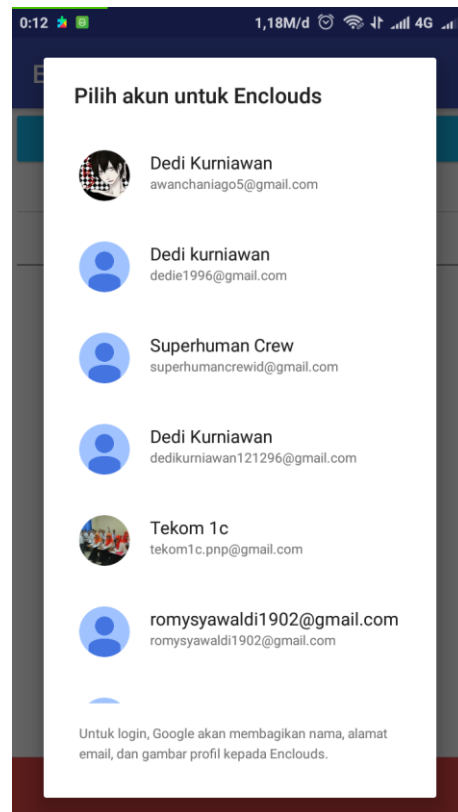 0:12
1,18M/d
4G
E
Pilih akun untuk Enclouds
Dedi Kurniawan
awanchaniago5@gmail.com
Dedi kurniawan
dedie1996@gmail.com
Superhuman Crew
superhumancrewid@gmail.com
Dedi Kurniawan
dedikurniawan121296@gmail.com
Tekom 1c
tekom1c.pnp@gmail.com
romysyawaldi1902@gmail.com
romysyawaldi1902@gmail.com
Untuk login, Google akan membagikan nama, alamat
email, dan gambar profil kepada Enclouds.